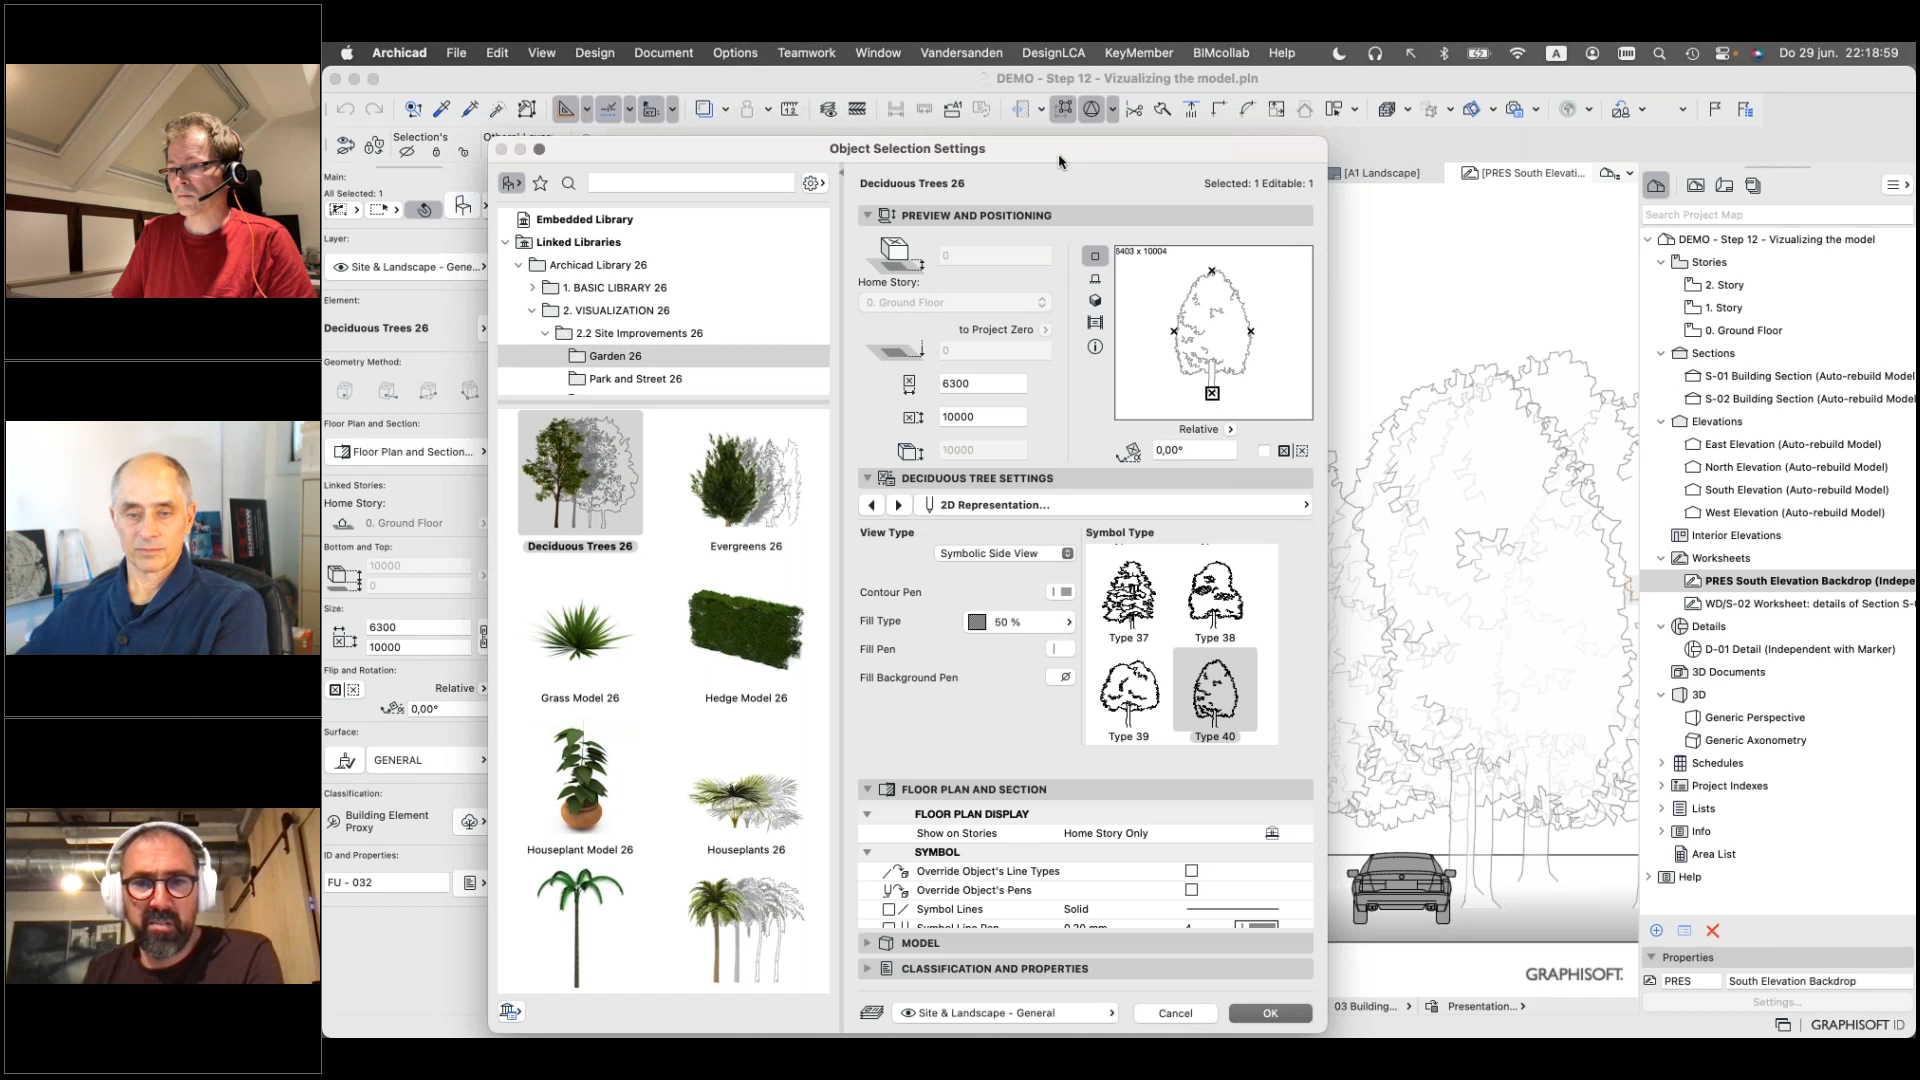 Archicad File Edit View Design Document Options Teamwork Window Vandersanden DesignLCA KeyMember BIMcollab Help A Do 29 jun. 22:18:59
DEMO - Step 12 - Vizualizing the model.pln
Selection's
Main:
All Selected: 1
Layer:
Site & Landscape - Gene...
Element:
Deciduous Trees 26
Geometry Method:
Floor Plan and Section:
Floor Plan and Section...
Linked Stories:
Home Story:
0. Ground Floor
Bottom and Top:
10000
0
Size:
6300
10000
Flip and Rotation:
Relative
0,00°
Surface:
GENERAL
Classification:
Building Element
Proxy
ID and Properties:
FU - 032
Object Selection Settings
Embedded Library
Linked Libraries
Archicad Library 26
1. BASIC LIBRARY 26
2. VISUALIZATION 26
2.2 Site Improvements 26
Garden 26
Park and Street 26
Deciduous Trees 26
Evergreens 26
Grass Model 26
Hedge Model 26
Houseplant Model 26
Houseplants 26
Deciduous Trees 26
Selected: 1 Editable: 1
PREVIEW AND POSITIONING
0
Home Story:
0. Ground Floor
to Project Zero
0
6300
10000
10000
6403 x 10004
Relative
0,00°
DECIDUOUS TREE SETTINGS
2D Representation...
View Type
Symbolic Side View
Contour Pen
Fill Type
50 %
Fill Pen
Fill Background Pen
Symbol Type
Type 37
Type 38
Type 39
Type 40
FLOOR PLAN AND SECTION
FLOOR PLAN DISPLAY
Show on Stories Home Story Only
SYMBOL
Override Object's Line Types
Override Object's Pens
Symbol Lines Solid
Symbol Line Pen 0.20 mm 4
MODEL
CLASSIFICATION AND PROPERTIES
Site & Landscape - General
Cancel
OK
[A1 Landscape]
[PRES South Elevati...
GRAPHISOFT.
03 Building...
Presentation...
Search Project Map
DEMO - Step 12 - Vizualizing the model
Stories
2. Story
1. Story
0. Ground Floor
Sections
S-01 Building Section (Auto-rebuild Model
S-02 Building Section (Auto-rebuild Model
Elevations
East Elevation (Auto-rebuild Model)
North Elevation (Auto-rebuild Model)
South Elevation (Auto-rebuild Model)
West Elevation (Auto-rebuild Model)
Interior Elevations
Worksheets
PRES South Elevation Backdrop (Indepe
WD/S-02 Worksheet: details of Section S-
Details
D-01 Detail (Independent with Marker)
3D Documents
3D
Generic Perspective
Generic Axonometry
Schedules
Project Indexes
Lists
Info
Area List
Help
Properties
PRES South Elevation Backdrop
Settings...
GRAPHISOFT ID